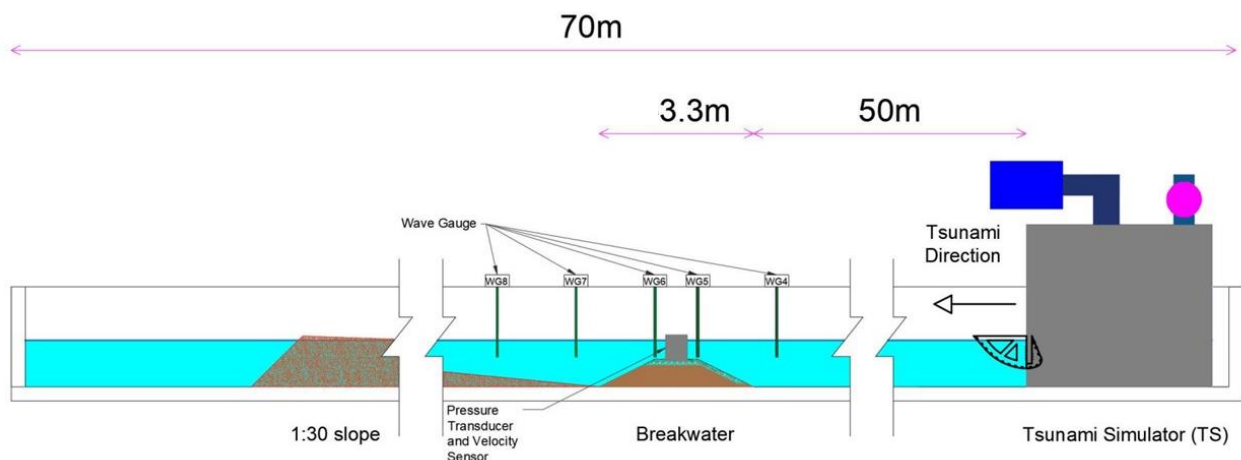 70m
3.3m
50m
Wave Gauge
Tsunami
Direction
WG8
WG7
WG6
WG5
WG4
Pressure
Transducer
and Velocity
Sensor
1:30 slope
Breakwater
Tsunami Simulator (TS)